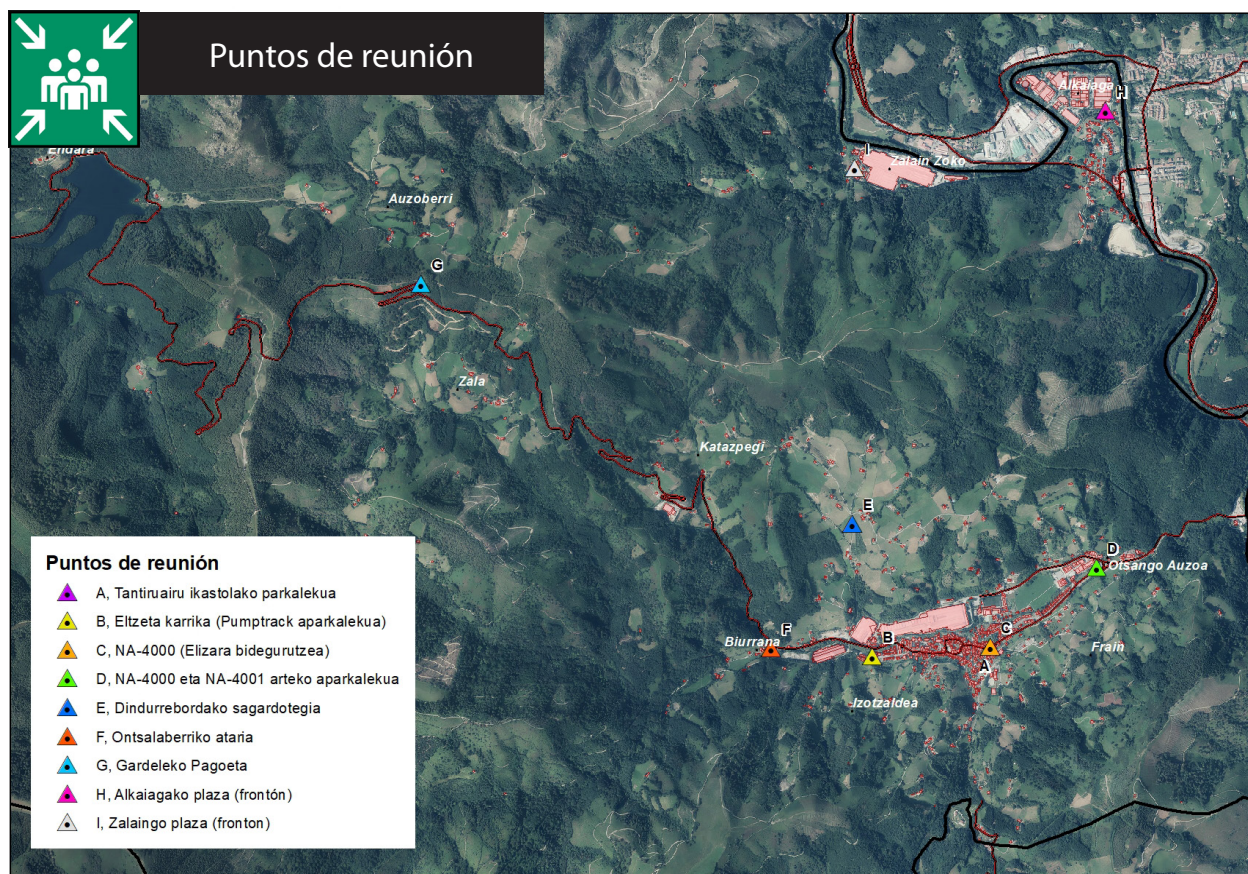 Puntos de reunión
Endara
Auzoberri
G
Zala
Katazpegi
Alkaiaga
H
I
Zalain Zoko
E
D
Otsango Auzoa
F
Biurrana
B
C
A
Frain
Izotzaldea
Puntos de reunión
A, Tantiruairu ikastolako parkalekua
B, Eltzeta karrika (Pumptrack aparkalekua)
C, NA-4000 (Elizara bidegurutzea)
D, NA-4000 eta NA-4001 arteko aparkalekua
E, Dindurrebordako sagardotegia
F, Ontsalaberriko ataria
G, Gardeleko Pagoeta
H, Alkaiagako plaza (frontón)
I, Zalaingo plaza (fronton)